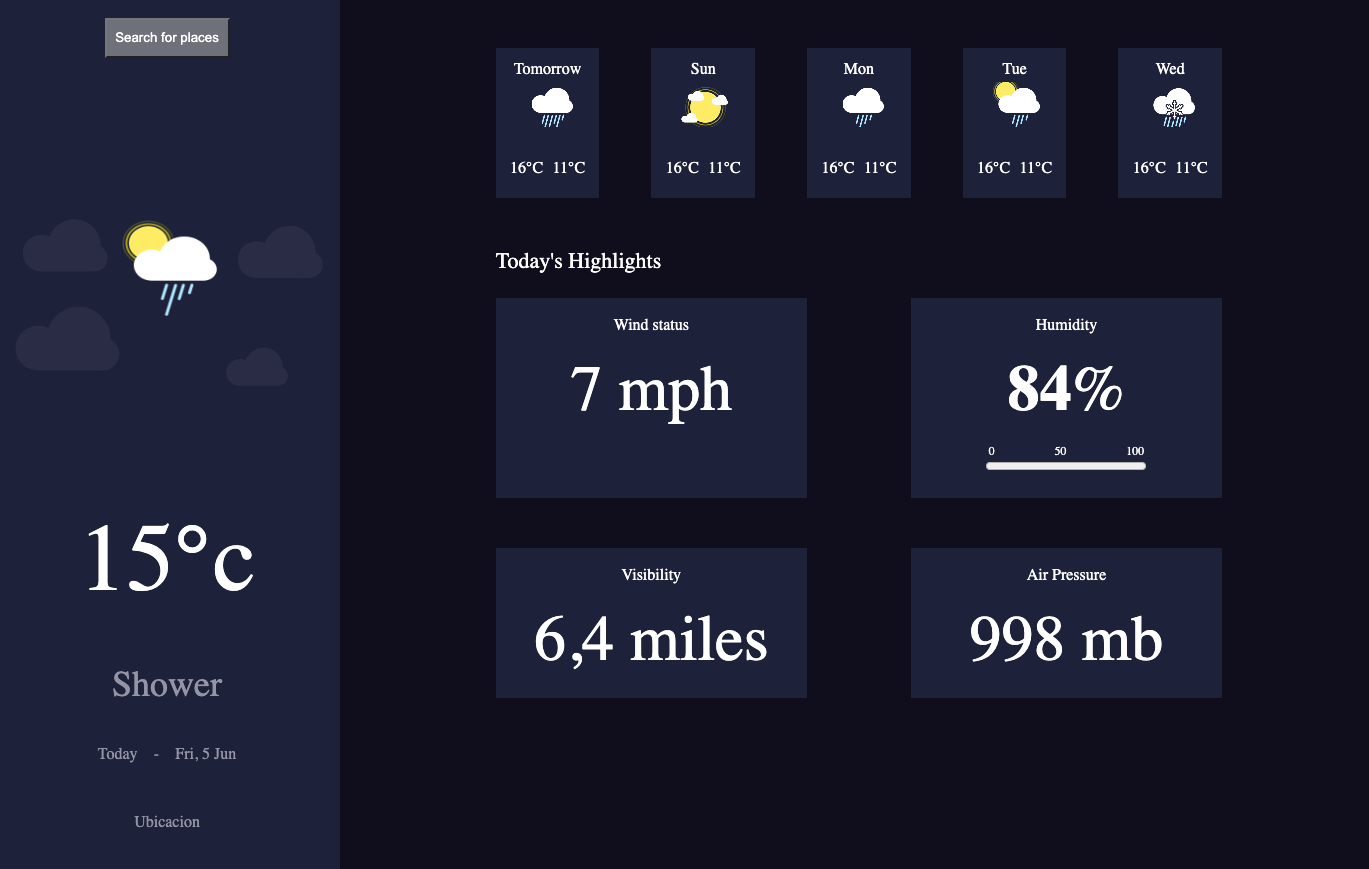 Search for places
15°c
Shower
Today - Fri, 5 Jun
Ubicacion
Tomorrow
16°C 11°C
Sun
16°C 11°C
Mon
16°C 11°C
Tue
16°C 11°C
Wed
16°C 11°C
Today's Highlights
Wind status
7 mph
Humidity
84%
0 50 100
Visibility
6,4 miles
Air Pressure
998 mb